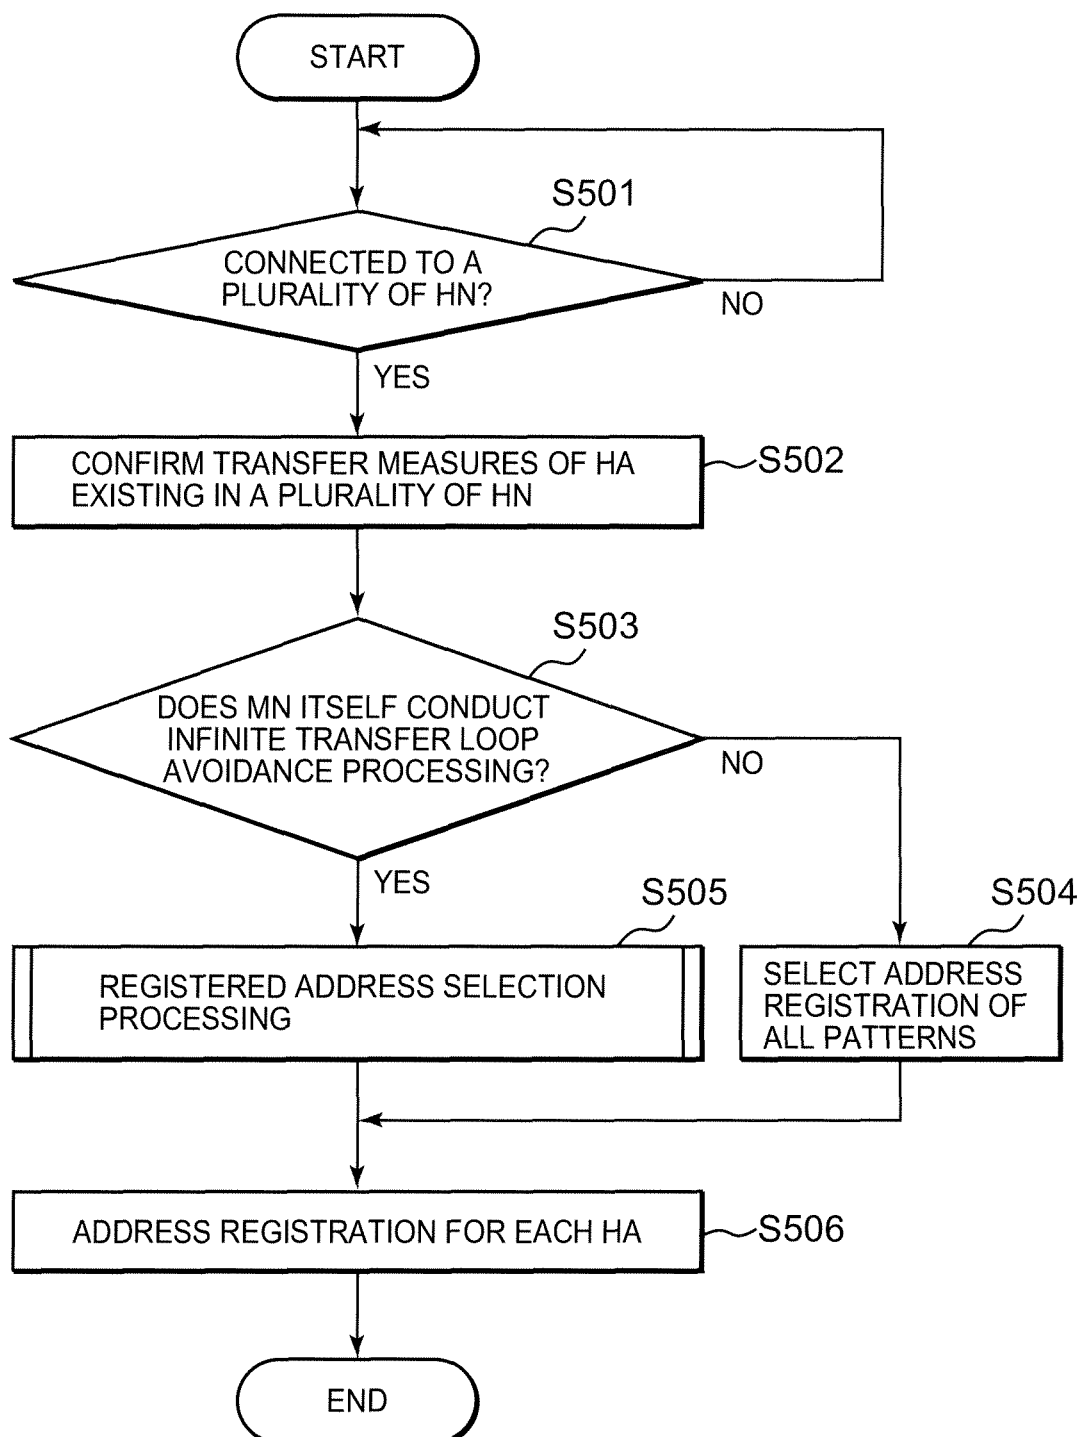 START
S501
CONNECTED TO A
PLURALITY OF HN?
NO
YES
CONFIRM TRANSFER MEASURES OF HA
EXISTING IN A PLURALITY OF HN
S502
S503
DOES MN ITSELF CONDUCT
INFINITE TRANSFER LOOP
AVOIDANCE PROCESSING?
NO
YES
S505
S504
REGISTERED ADDRESS SELECTION
PROCESSING
SELECT ADDRESS
REGISTRATION OF
ALL PATTERNS
ADDRESS REGISTRATION FOR EACH HA
S506
END